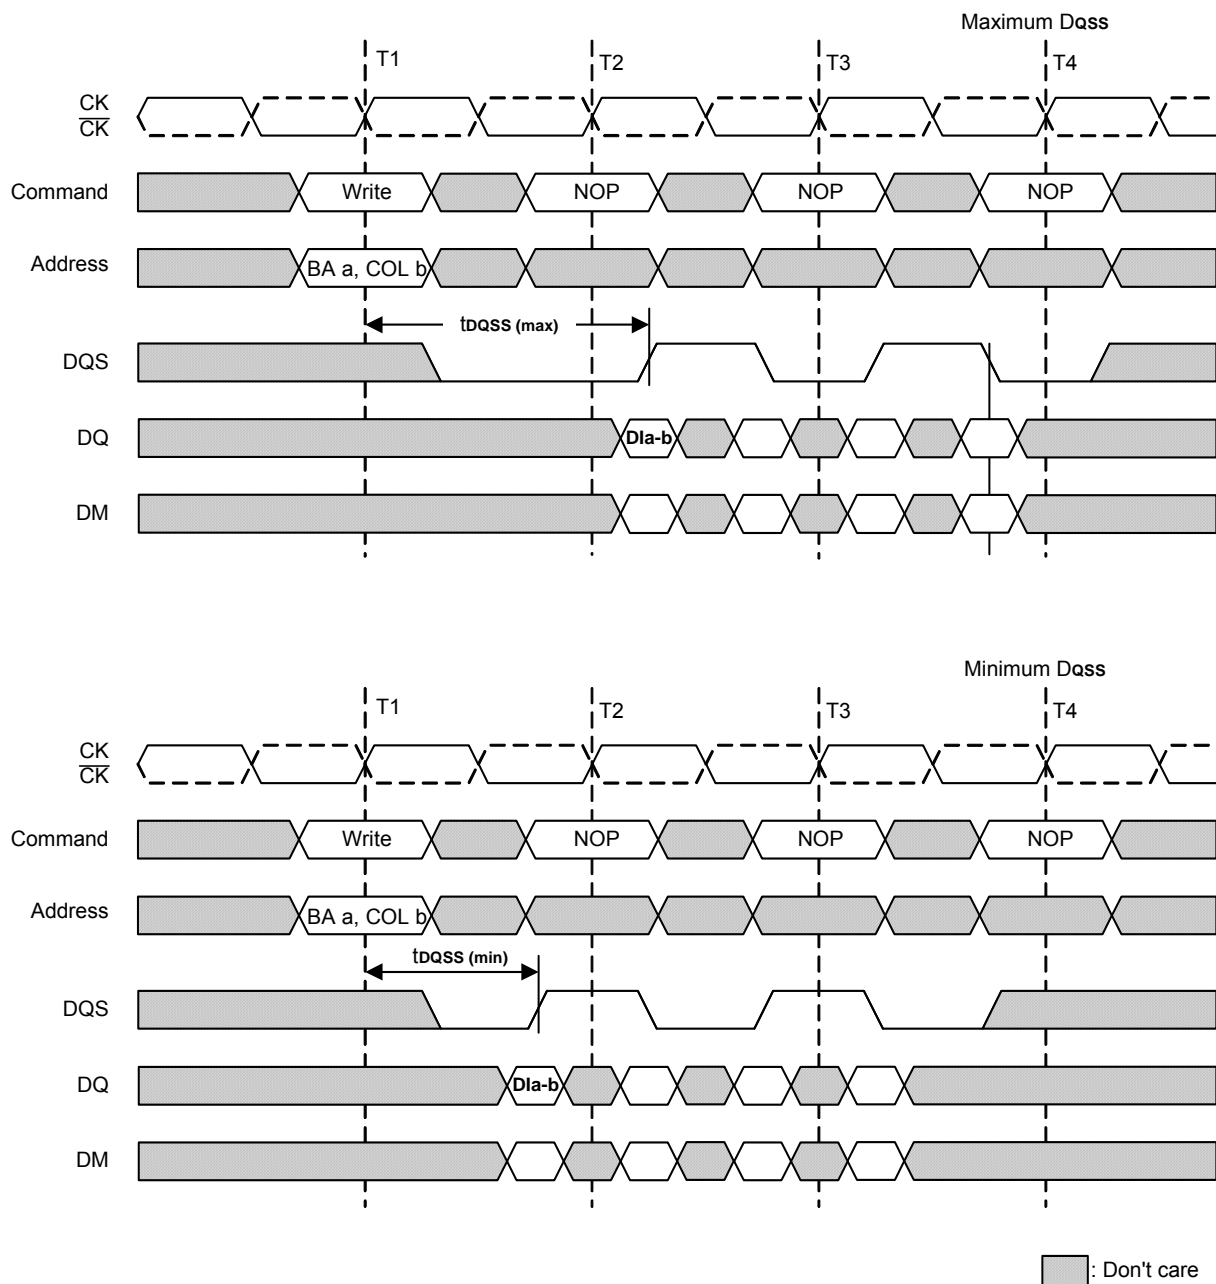 Maximum DQSS
T1 T2 T3 T4
CK
CK
Command Write NOP NOP NOP
Address BA a, COL b
tDQSS (max)
DQS
DQ DIa-b
DM
Minimum DQSS
T1 T2 T3 T4
CK
CK
Command Write NOP NOP NOP
Address BA a, COL b
tDQSS (min)
DQS
DQ DIa-b
DM
: Don't care